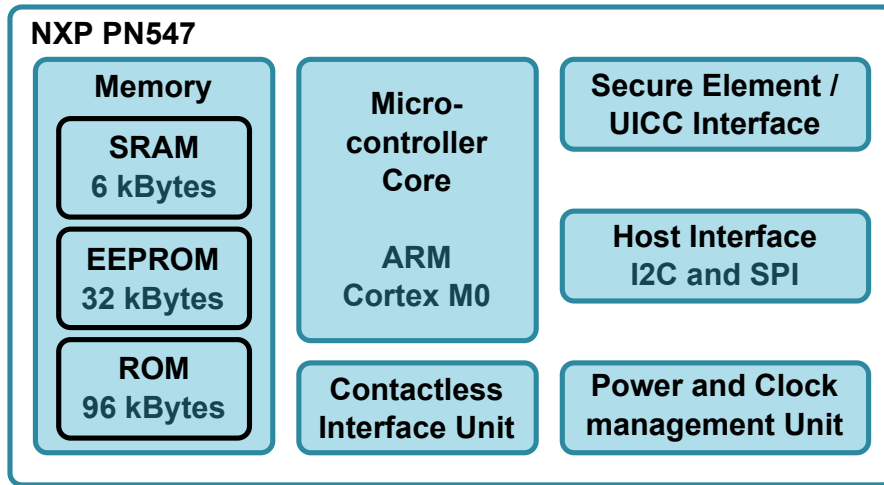 NXP PN547
Memory
SRAM
6 kBytes
EEPROM
32 kBytes
ROM
96 kBytes
Micro-
controller
Core
ARM
Cortex M0
Contactless
Interface Unit
Secure Element /
UICC Interface
Host Interface
I2C and SPI
Power and Clock
management Unit